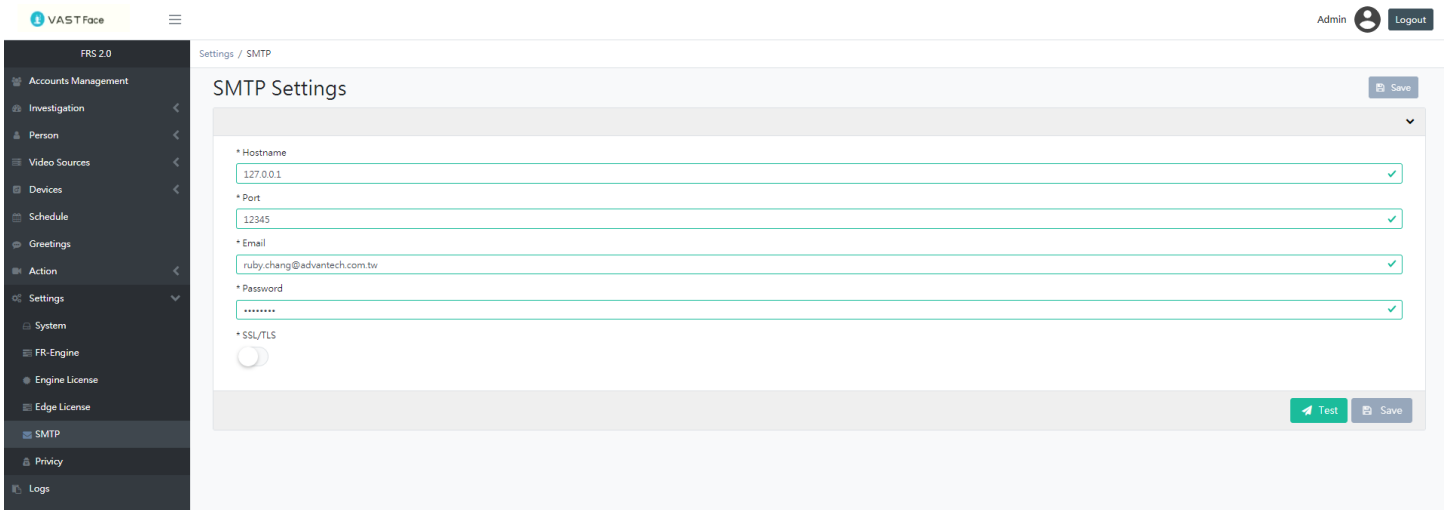 VAST Face
Admin
Logout
FRS 2.0
Settings / SMTP
Accounts Management
Investigation
Person
Video Sources
Devices
Schedule
Greetings
Action
Settings
System
FR-Engine
Engine License
Edge License
SMTP
Privicy
Logs
SMTP Settings
Save
* Hostname
127.0.0.1
* Port
12345
* Email
ruby.chang@advantech.com.tw
* Password
••••••••
* SSL/TLS
Test
Save